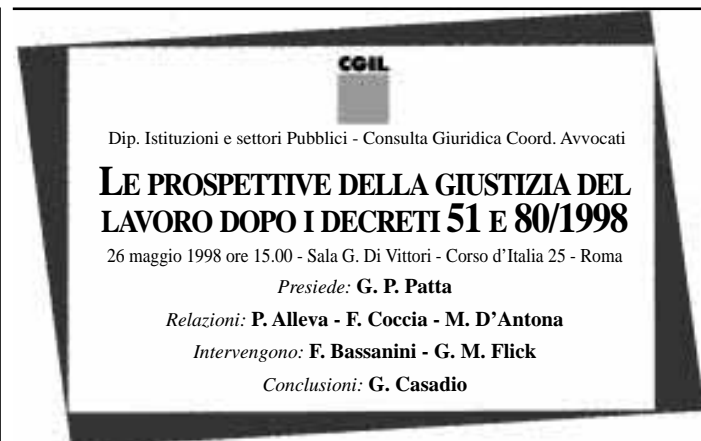 CGIL
Dip. Istituzioni e settori Pubblici - Consulta Giuridica Coord. Avvocati
LE PROSPETTIVE DELLA GIUSTIZIA DEL
LAVORO DOPO I DECRETI 51 E 80/1998
26 maggio 1998 ore 15.00 - Sala G. Di Vittori - Corso d'Italia 25 - Roma
Presiede: G. P. Patta
Relazioni: P. Alleva - F. Coccia - M. D'Antona
Intervengono: F. Bassanini - G. M. Flick
Conclusioni: G. Casadio